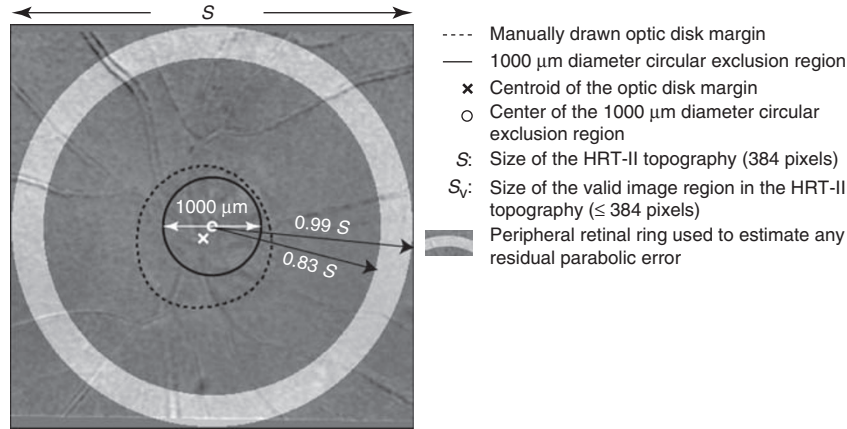 S
1000 µm
0.99 S
0.83 S
Manually drawn optic disk margin
1000 µm diameter circular exclusion region
Centroid of the optic disk margin
Center of the 1000 µm diameter circular
exclusion region
S: Size of the HRT-II topography (384 pixels)
Sv: Size of the valid image region in the HRT-II
topography (≤ 384 pixels)
Peripheral retinal ring used to estimate any
residual parabolic error